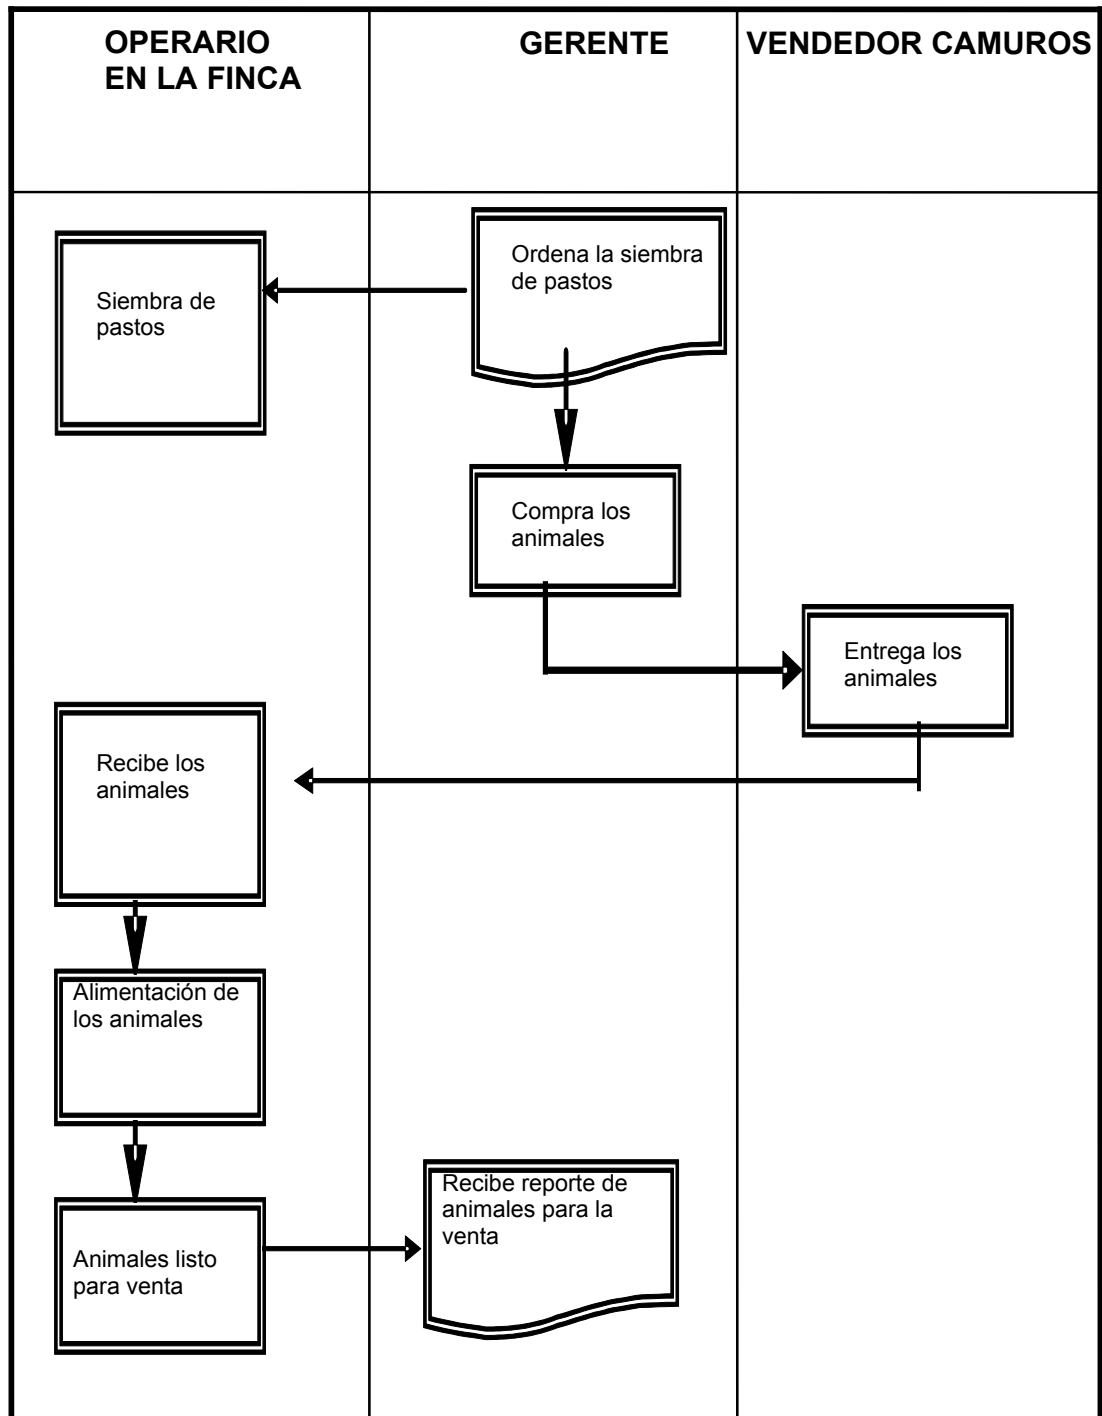 OPERARIO
EN LA FINCA
GERENTE
VENDEDOR CAMUROS
Ordena la siembra
de pastos
Siembra de
pastos
Compra los
animales
Entrega los
animales
Recibe los
animales
Alimentación de
los animales
Animales listo
para venta
Recibe reporte de
animales para la
venta